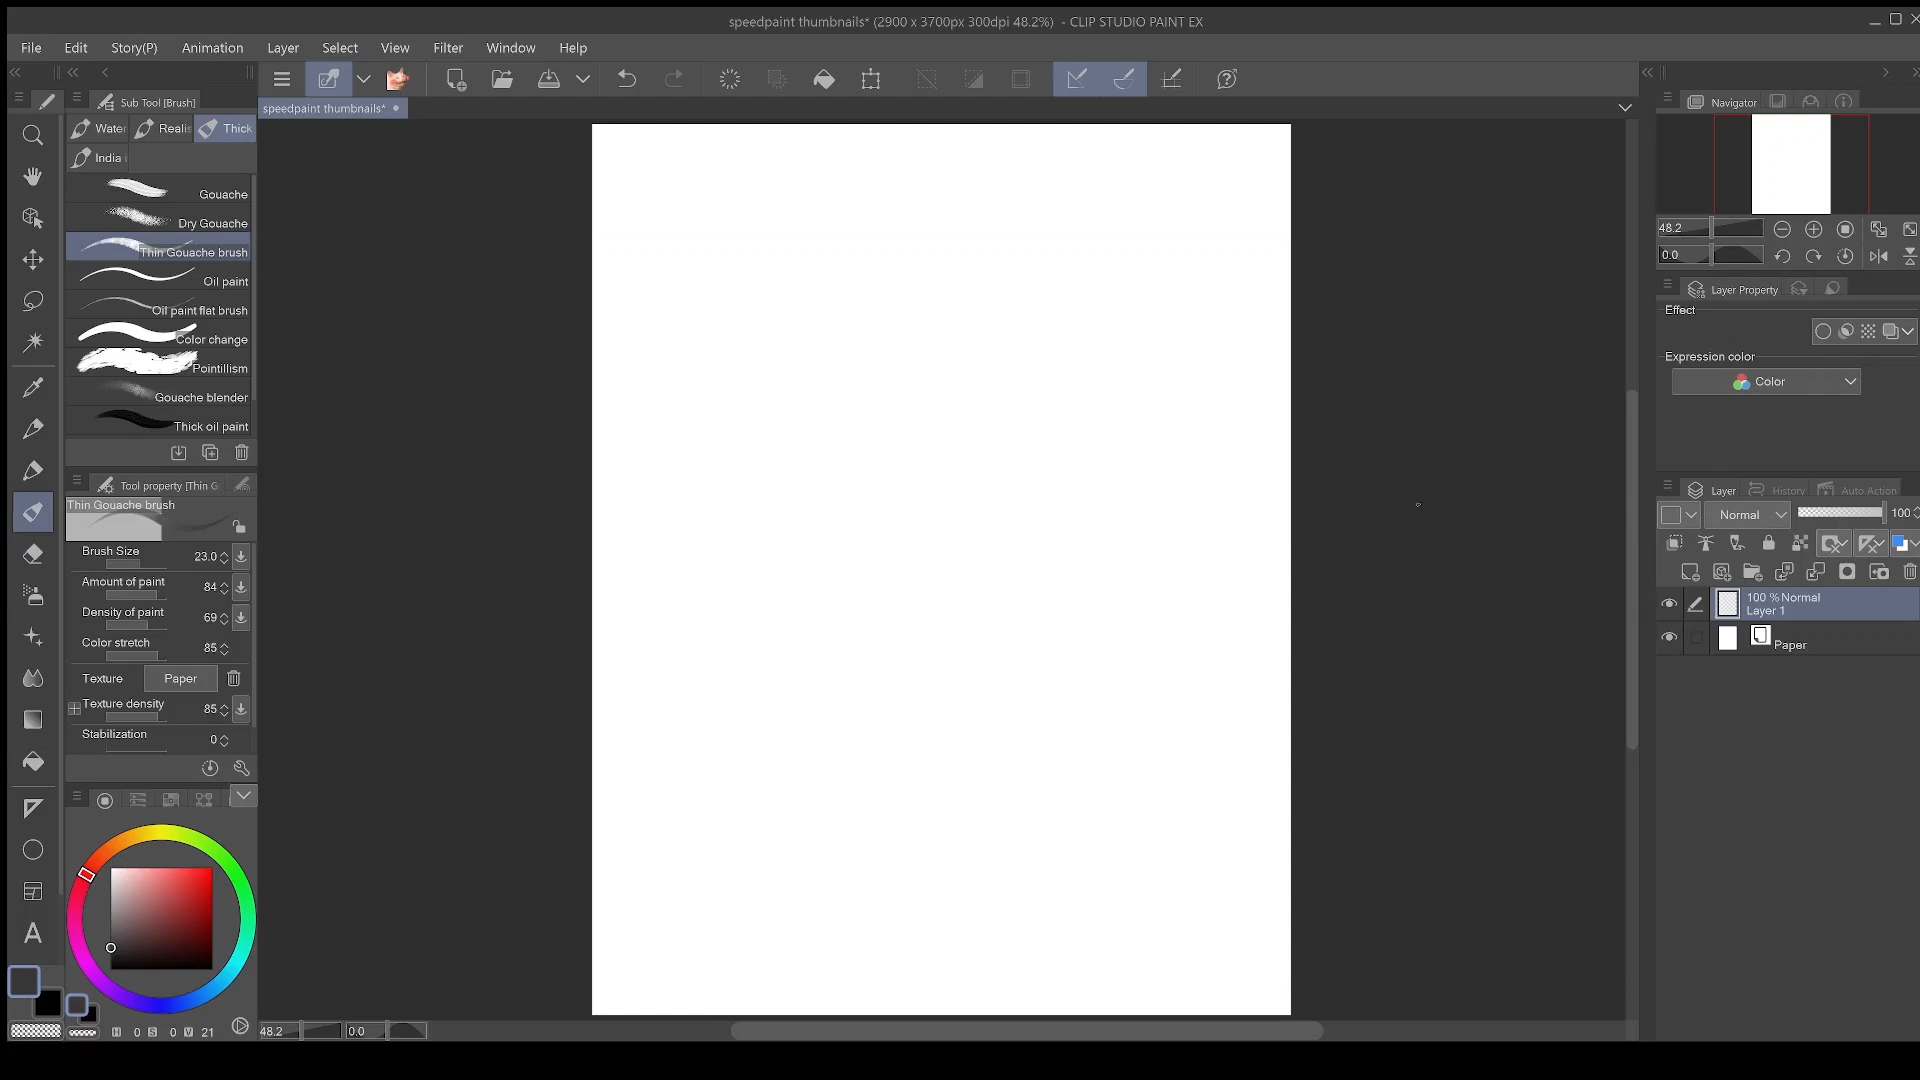 speedpaint thumbnails* (2900 x 3700px 300dpi 48.2%) - CLIP STUDIO PAINT EX
File Edit Story(P) Animation Layer Select View Filter Window Help
Sub Tool [Brush]
speedpaint thumbnails*
Water Realis Thick
India i
Gouache
Dry Gouache
Thin Gouache brush
Oil paint
Oil paint flat brush
Color change
Pointillism
Gouache blender
Thick oil paint
Tool property [Thin G
Thin Gouache brush
Brush Size 23.0
Amount of paint 84
Density of paint 69
Color stretch 85
Texture Paper
Texture density 85
Stabilization 0
H 0 S 0 V 21
48.2 0.0
Navigator
48.2
0.0
Layer Property
Effect
Expression color
Color
Layer History Auto Action
Normal 100
100 % Normal
Layer 1
Paper
A